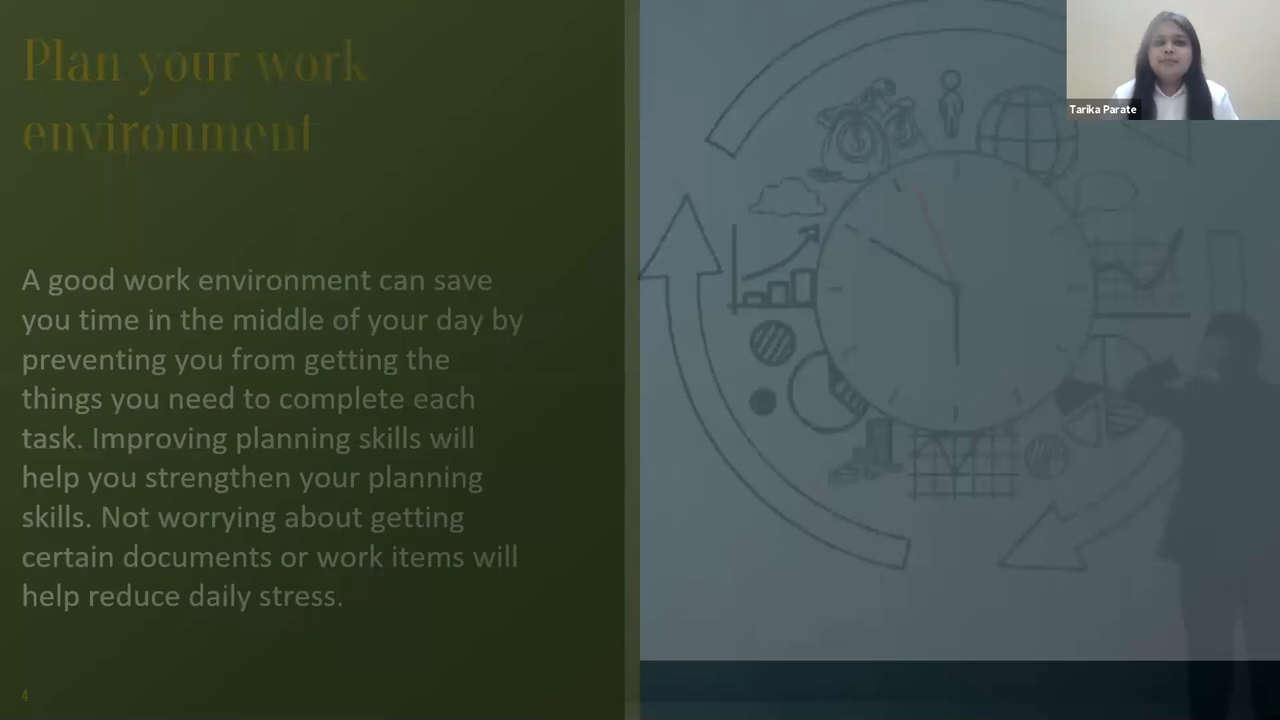 Plan your work
environment
A good work environment can save
you time in the middle of your day by
preventing you from getting the
things you need to complete each
task. Improving planning skills will
help you strengthen your planning
skills. Not worrying about getting
certain documents or work items will
help reduce daily stress.
4
Tarika Parate